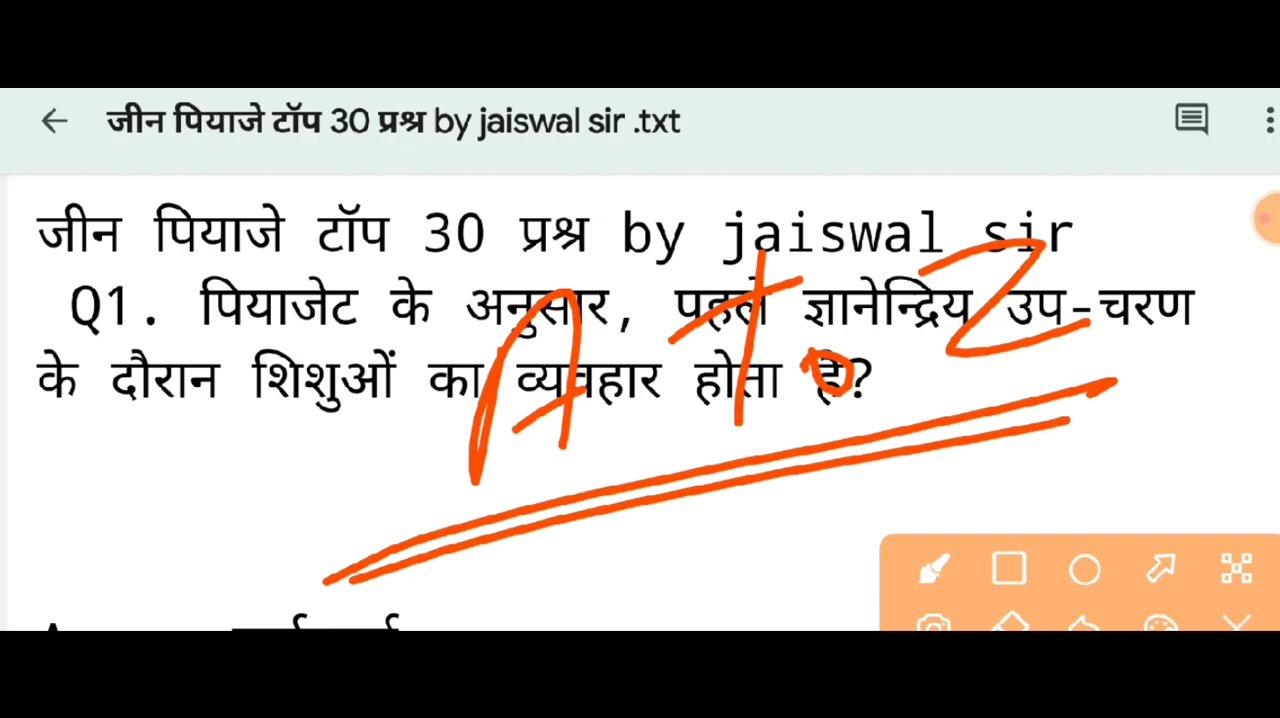 जीन पियाजे टॉप 30 प्रश्न by jaiswal sir .txt
जीन पियाजे टॉप 30 प्रश्न by jaiswal sir
Q1. पियाजेट के अनुसार, पहले ज्ञानेन्द्रिय उप-चरण
के दौरान शिशुओं का व्यवहार होता है?
A to Z